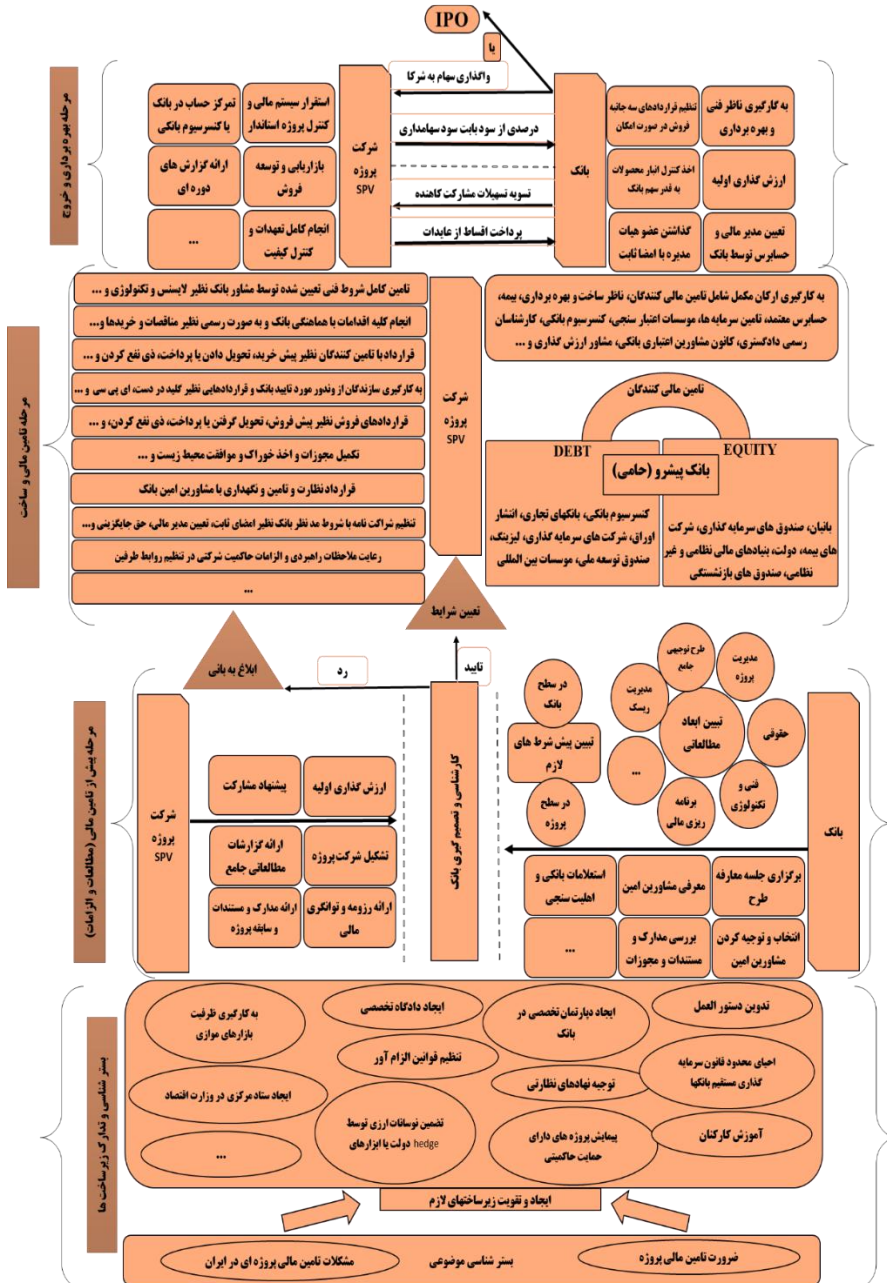 IPO
یا
واگذاری سهام به شرکا
مرحله بهره برداری و خروج
به کارگیری ناظر فنی
و بهره برداری
تنظیم قراردادهای سه جانبه
فروش در صورت امکان
ارزش گذاری اولیه
اخذ کنترل انبار محصولات
به قدر سهم بانک
تعیین مدیر مالی و
حسابرس توسط بانک
گذاشتن عضو هیات
مدیره با امضا ثابت
بانک
درصدی از سود بابت سود سهامداری
تسویه تسهیلات مشارکت کاهنده
پرداخت اقساط از عایدات
شرکت
پروژه
SPV
استقرار سیستم مالی و
کنترل پروژه استاندار
تمرکز حساب در بانک
یا کنسرسیوم بانکی
بازاریابی و توسعه
فروش
ارائه گزارش های
دوره ای
انجام کامل تعهدات و
کنترل کیفیت
...
مرحله تامین مالی و ساخت
به کارگیری ارکان مکمل شامل تامین مالی کنندگان، ناظر ساخت و بهره برداری، بیمه،
حسابرس معتمد، تامین سرمایه ها، موسسات اعتبار سنجی، کنسرسیوم بانکی، کارشناسان
رسمی دادگستری، کانون مشاورین اعتباری بانکی، مشاور ارزش گذاری و ...
تامین مالی کنندگان
EQUITY
DEBT
بانک پیشرو (حامی)
بانیان، صندوق های سرمایه گذاری، شرکت
های بیمه، دولت، بنیادهای مالی نظامی و غیر
نظامی، صندوق های بازنشستگی
کنسرسیوم بانکی، بانکهای تجاری، انتشار
اوراق، شرکت های سرمایه گذاری، لیزینگ،
صندوق توسعه ملی، موسسات بین المللی
شرکت
پروژه
SPV
تامین کامل شروط فنی تعیین شده توسط مشاور بانک نظیر لایسنس و تکنولوژی و ...
انجام کلیه اقدامات با هماهنگی بانک و به صورت رسمی نظیر مناقصات و خریدها و...
قرارداد با تامین کنندگان نظیر پیش خرید، تحویل دادن یا پرداخت، ذی نفع کردن و ...
به کارگیری سازندگان از وندور مورد تایید بانک و قراردادهایی نظیر کلید در دست، ای پی سی و ...
قراردادهای فروش نظیر پیش فروش، تحویل گرفتن یا پرداخت، ذی نفع کردن، و ...
تکمیل مجوزات و اخذ خوراک و موافقت محیط زیست و ...
قرارداد نظارت و تامین و نگهداری با مشاورین امین بانک
تنظیم شراکت نامه با شروط مد نظر بانک نظیر امضای ثابت، تعیین مدیر مالی، حق جایگزینی و...
رعایت ملاحظات راهبردی و الزامات حاکمیت شرکتی در تنظیم روابط طرفین
...
تعیین شرایط
ابلاغ به بانی
تایید
رد
مرحله پیش از تامین مالی (مطالعات و الزامات)
بانک
طرح توجیهی
جامع
مدیریت
پروژه
مدیریت
ریسک
تبیین ابعاد
مطالعاتی
حقوقی
...
برنامه
ریزی مالی
فنی و
تکنولوژی
در سطح
بانک
تبیین پیش شرط های
لازم
در سطح
پروژه
برگزاری جلسه معارفه
طرح
معرفی مشاورین امین
استعلامات بانکی و
اهلیت سنجی
انتخاب و توجیه کردن
مشاورین امین
بررسی مدارک و
مستندات و مجوزات
...
کارشناسی و تصمیم گیری بانک
ارزش گذاری اولیه
پیشنهاد مشارکت
تشکیل شرکت پروژه
ارائه گزارشات
مطالعاتی جامع
ارائه رزومه و توانگری
مالی
ارائه مدارک و مستندات
و سابقه پروژه
شرکت
پروژه
SPV
بستر شناسی و تدارک زیرساخت ها
تدوین دستور العمل
ایجاد دپارتمان تخصصی در
بانک
ایجاد دادگاه تخصصی
به کارگیری ظرفیت
بازارهای موازی
احیای محدود قانون سرمایه
گذاری مستقیم بانکها
توجیه نهادهای نظارتی
تنظیم قوانین الزام آور
ایجاد ستاد مرکزی در وزارت اقتصاد
آموزش کارکنان
پیمایش پروژه های دارای
حمایت حاکمیتی
تضمین نوسانات ارزی توسط
دولت یا ابزارهای hedge
...
ایجاد و تقویت زیرساختهای لازم
ضرورت تامین مالی پروژه
بستر شناسی موضوعی
مشکلات تامین مالی پروژه ای در ایران